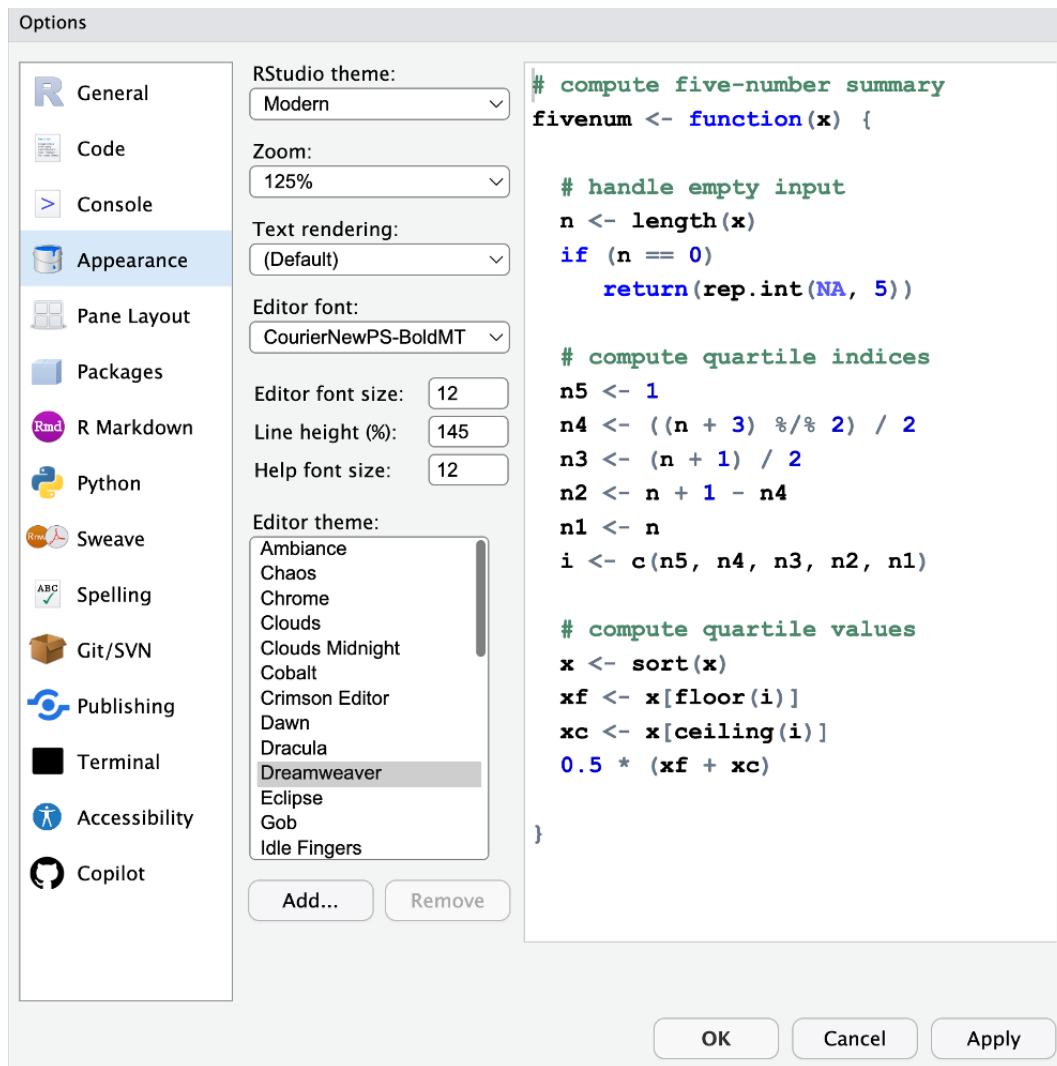 Options
General
Code
Console
Appearance
Pane Layout
Packages
Rmd R Markdown
Python
Rnw Sweave
ABC Spelling
Git/SVN
Publishing
Terminal
Accessibility
Copilot
RStudio theme:
Modern
Zoom:
125%
Text rendering:
(Default)
Editor font:
CourierNewPS-BoldMT
Editor font size: 12
Line height (%): 145
Help font size: 12
Editor theme:
Ambiance
Chaos
Chrome
Clouds
Clouds Midnight
Cobalt
Crimson Editor
Dawn
Dracula
Dreamweaver
Eclipse
Gob
Idle Fingers
Add... Remove
# compute five-number summary
fivenum <- function(x) {
# handle empty input
n <- length(x)
if (n == 0)
return(rep.int(NA, 5))
# compute quartile indices
n5 <- 1
n4 <- ((n + 3) %/% 2) / 2
n3 <- (n + 1) / 2
n2 <- n + 1 - n4
n1 <- n
i <- c(n5, n4, n3, n2, n1)
# compute quartile values
x <- sort(x)
xf <- x[floor(i)]
xc <- x[ceiling(i)]
0.5 * (xf + xc)
}
OK Cancel Apply